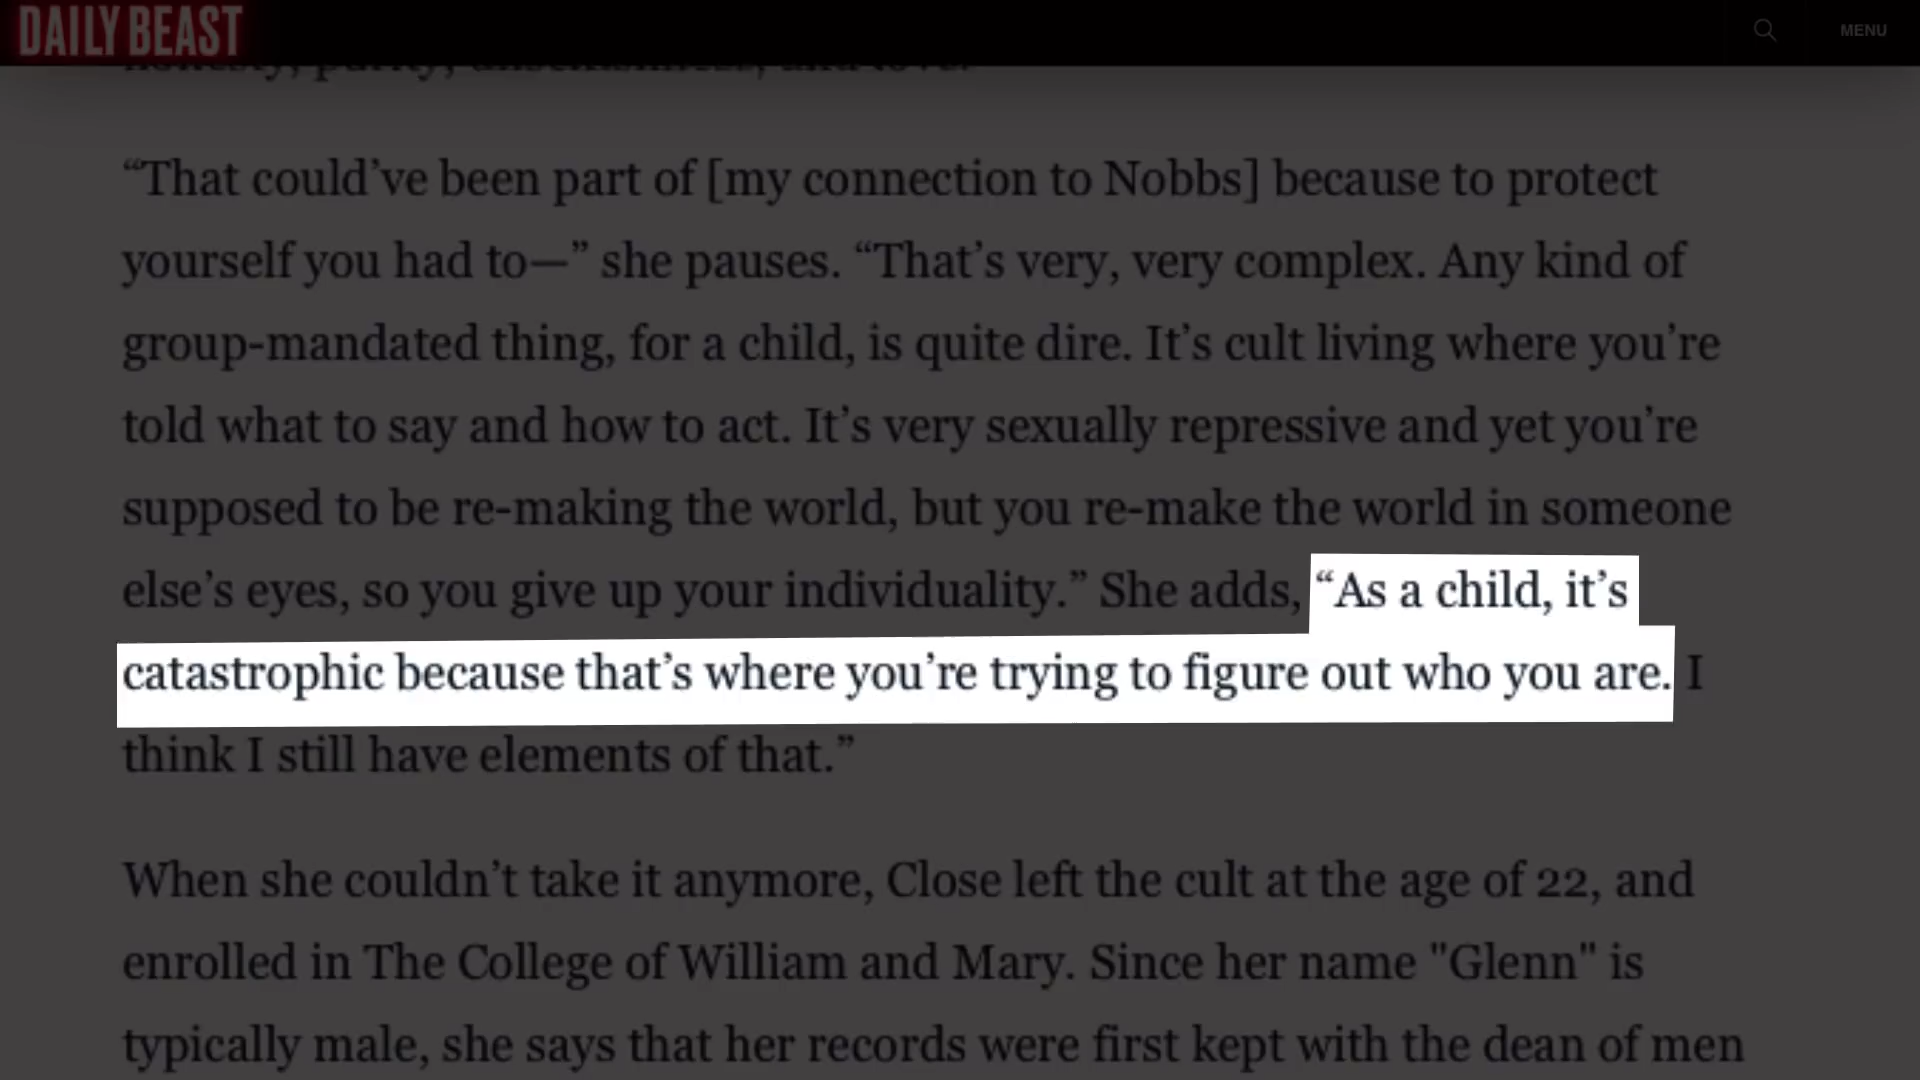 DAILY BEAST
MENU
“That could’ve been part of [my connection to Nobbs] because to protect
yourself you had to—” she pauses. “That’s very, very complex. Any kind of
group-mandated thing, for a child, is quite dire. It’s cult living where you’re
told what to say and how to act. It’s very sexually repressive and yet you’re
supposed to be re-making the world, but you re-make the world in someone
else’s eyes, so you give up your individuality.” She adds, “As a child, it’s
catastrophic because that’s where you’re trying to figure out who you are. I
think I still have elements of that.”
When she couldn’t take it anymore, Close left the cult at the age of 22, and
enrolled in The College of William and Mary. Since her name "Glenn" is
typically male, she says that her records were first kept with the dean of men